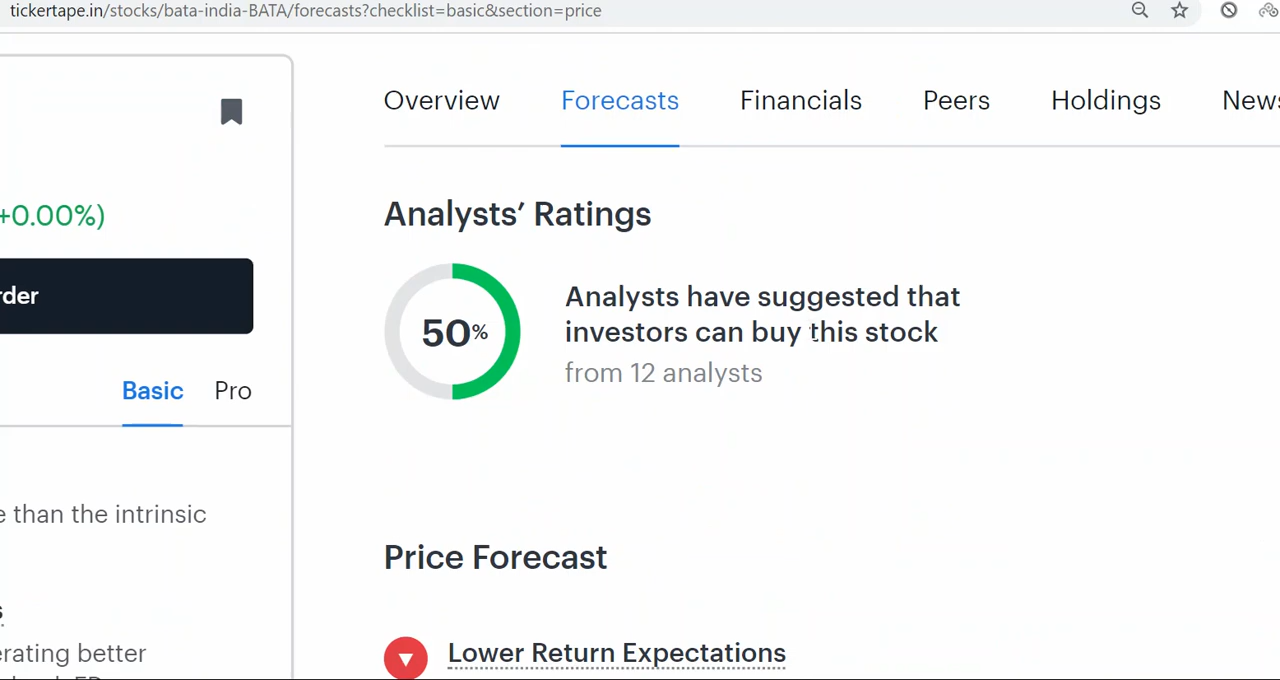 tickertape.in/stocks/bata-india-BATA/forecasts?checklist=basic&section=price
Overview Forecasts Financials Peers Holdings News
+0.00%)
rder
Basic Pro
e than the intrinsic
s
erating better
Analysts’ Ratings
50%
Analysts have suggested that
investors can buy this stock
from 12 analysts
Price Forecast
Lower Return Expectations